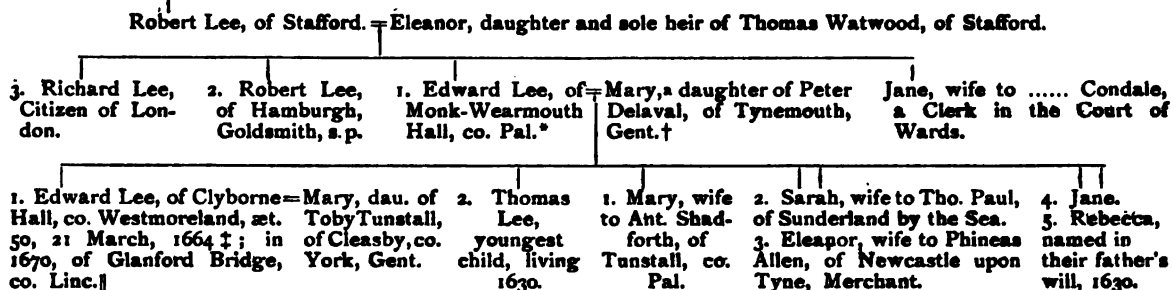 Robert Lee, of Stafford. = Eleanor, daughter and sole heir of Thomas Watwood, of Stafford.
3. Richard Lee,
Citizen of Lon-
don.
2. Robert Lee,
of Hamburgh,
Goldsmith, s.p.
1. Edward Lee, of
Monk-Wearmouth
Hall, co. Pal.*
=Mary, a daughter of Peter
Delaval, of Tynemouth,
Gent.†
Jane, wife to ...... Condale,
a Clerk in the Court of
Wards.
1. Edward Lee, of Clyborne
Hall, co. Westmoreland, æt.
50, 21 March, 1664 ‡ ; in
1670, of Glanford Bridge,
co. Linc.‖
=Mary, dau. of
Toby Tunstall,
of Cleasby, co.
York, Gent.
2. Thomas
Lee,
youngest
child, living
1630.
1. Mary, wife
to Ant. Shad-
forth, of
Tunstall, co.
Pal.
2. Sarah, wife to Tho. Paul,
of Sunderland by the Sea.
3. Eleanor, wife to Phineas
Allen, of Newcastle upon
Tyne, Merchant.
4. Jane.
5. Rebecca,
named in
their father's
will, 1630.